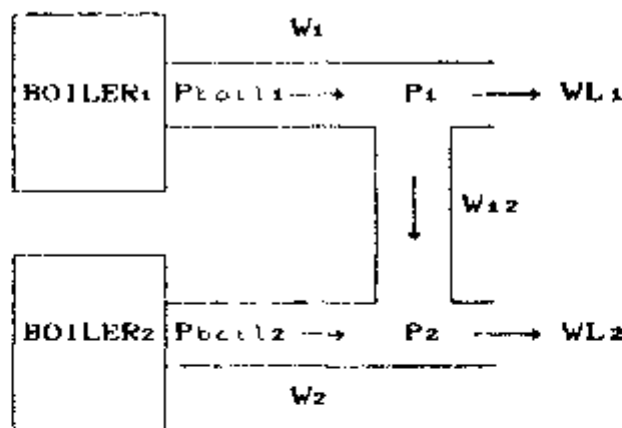 W1
BOILER1 Pboil1 P1 WL1
W12
BOILER2 Pboil2 P2 WL2
W2